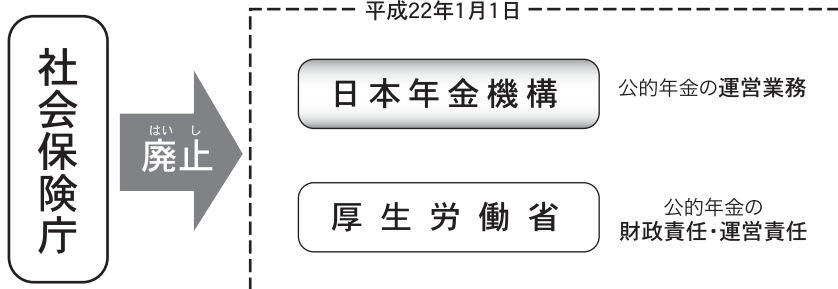 平成22年1月1日
社会保険庁
はい し
廃止
日本年金機構
公的年金の運営業務
厚生労働省
公的年金の
財政責任・運営責任